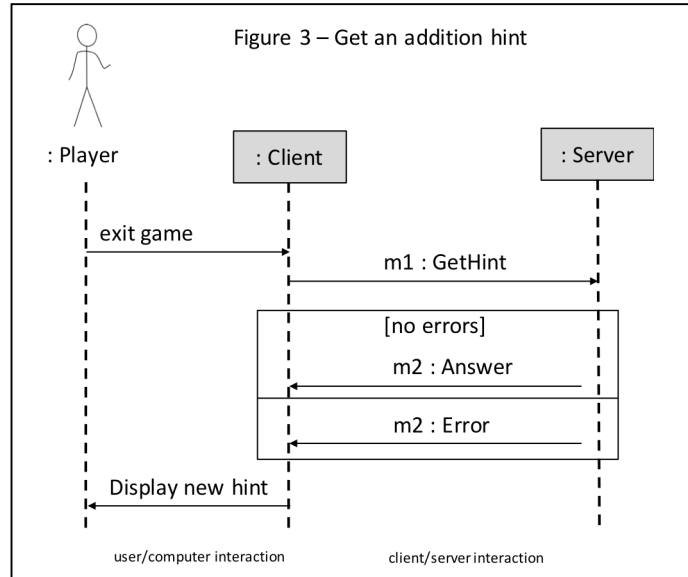 Figure 3 – Get an addition hint
: Player
: Client
: Server
exit game
m1 : GetHint
[no errors]
m2 : Answer
m2 : Error
Display new hint
user/computer interaction
client/server interaction